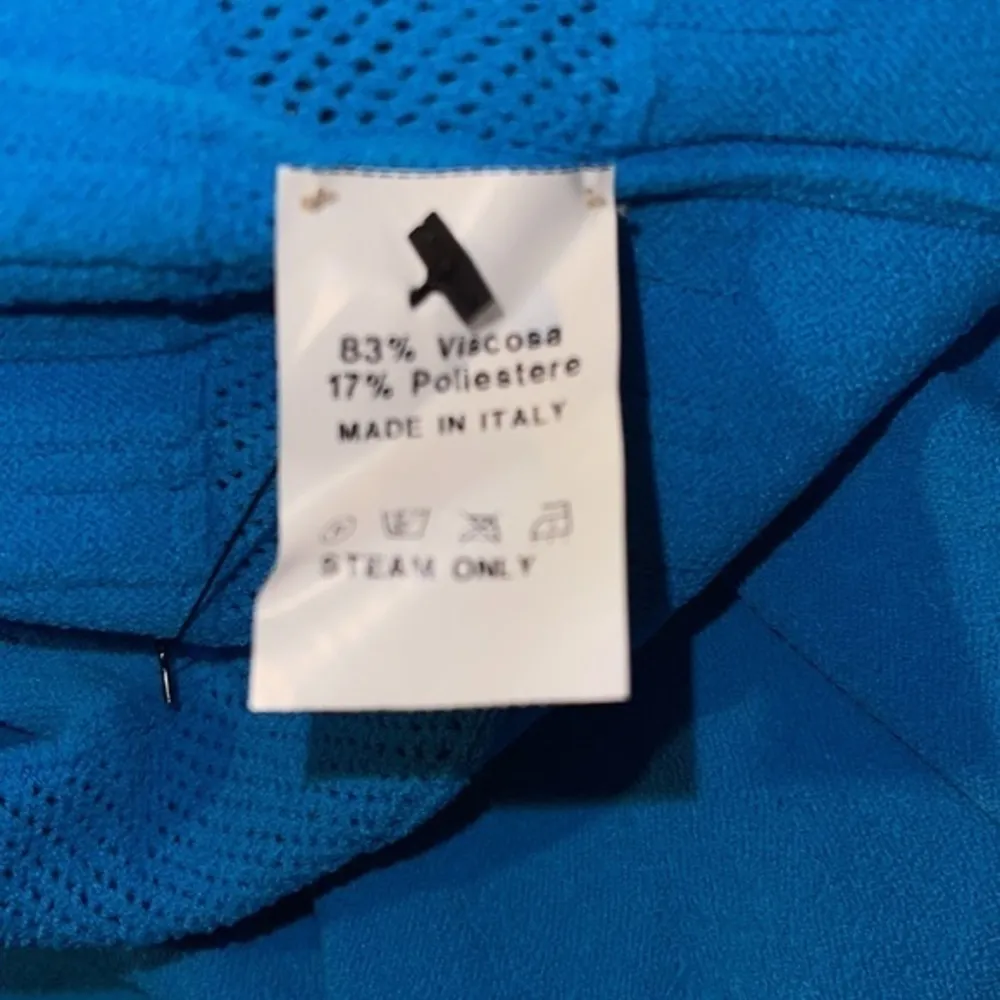 83% Viscosa
17% Poliestere
MADE IN ITALY
STEAM ONLY